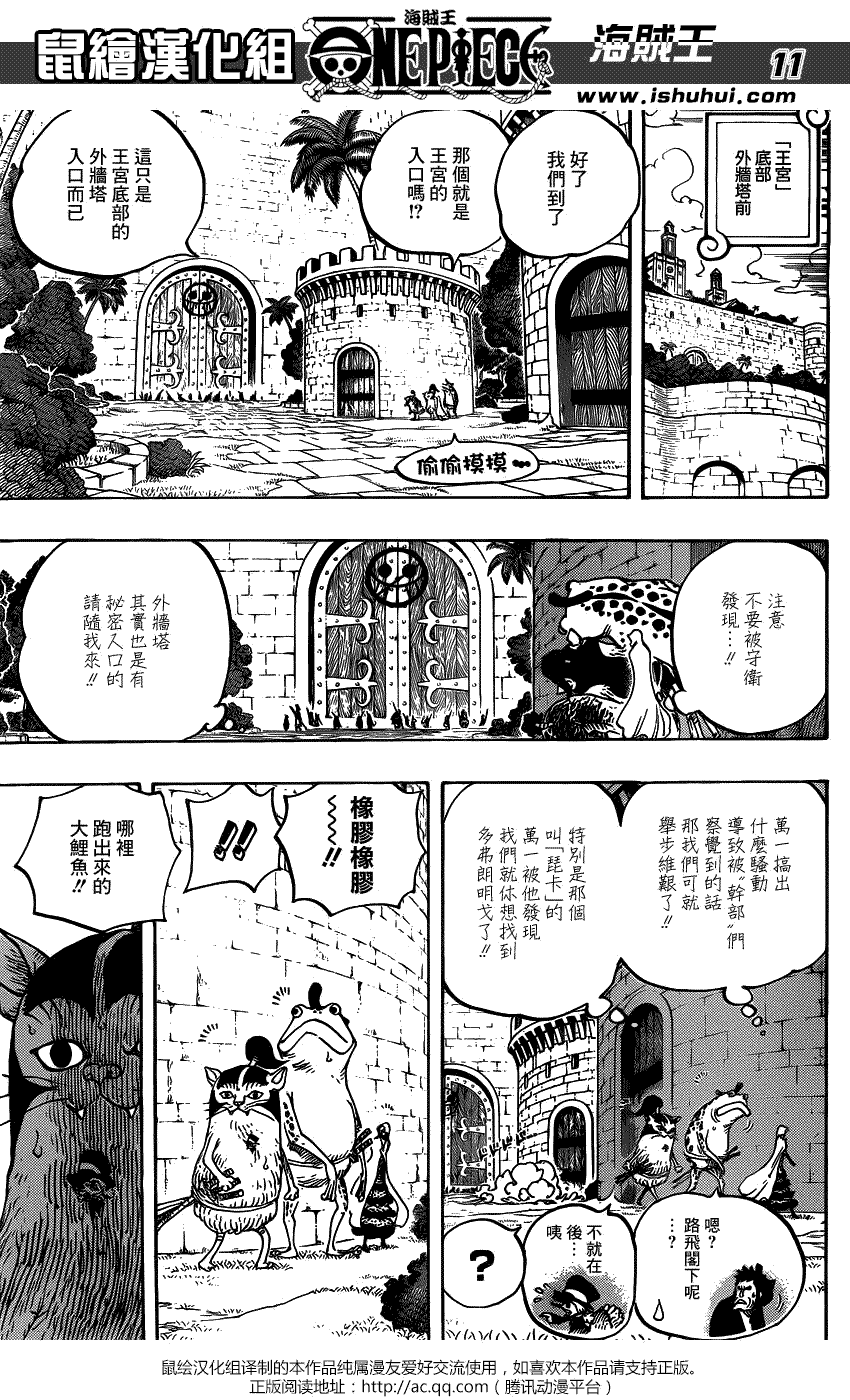 鼠繪漢化組
海賊王
ONE PIECE
海賊王
11
www.ishuhui.com
「王宮」
底部
外牆塔前
好了
我們到了
那個就是
王宮的
入口嗎!?
這只是
王宮底部的
外牆塔
入口而已
偷偷摸摸…
注意
不要被守衛
發現…!!
外牆塔
其實也是有
秘密入口的
請隨我來!!
萬一搞出
什麼騷動
導致被〝幹部〞們
察覺到的話
那我們可就
舉步維艱了!!
特別是那個
叫「琵卡」的
萬一被他發現
我們就休想找到
多弗朗明戈了!!
嗯?
路飛閣下呢
…?
不就在
後…
咦
?
橡膠橡膠
~~~!!
!!
哪裡
跑出來的
大鯉魚!!
鼠绘汉化组译制的本作品纯属漫友爱好交流使用，如喜欢本作品请支持正版。
正版阅读地址：http://ac.qq.com（腾讯动漫平台）